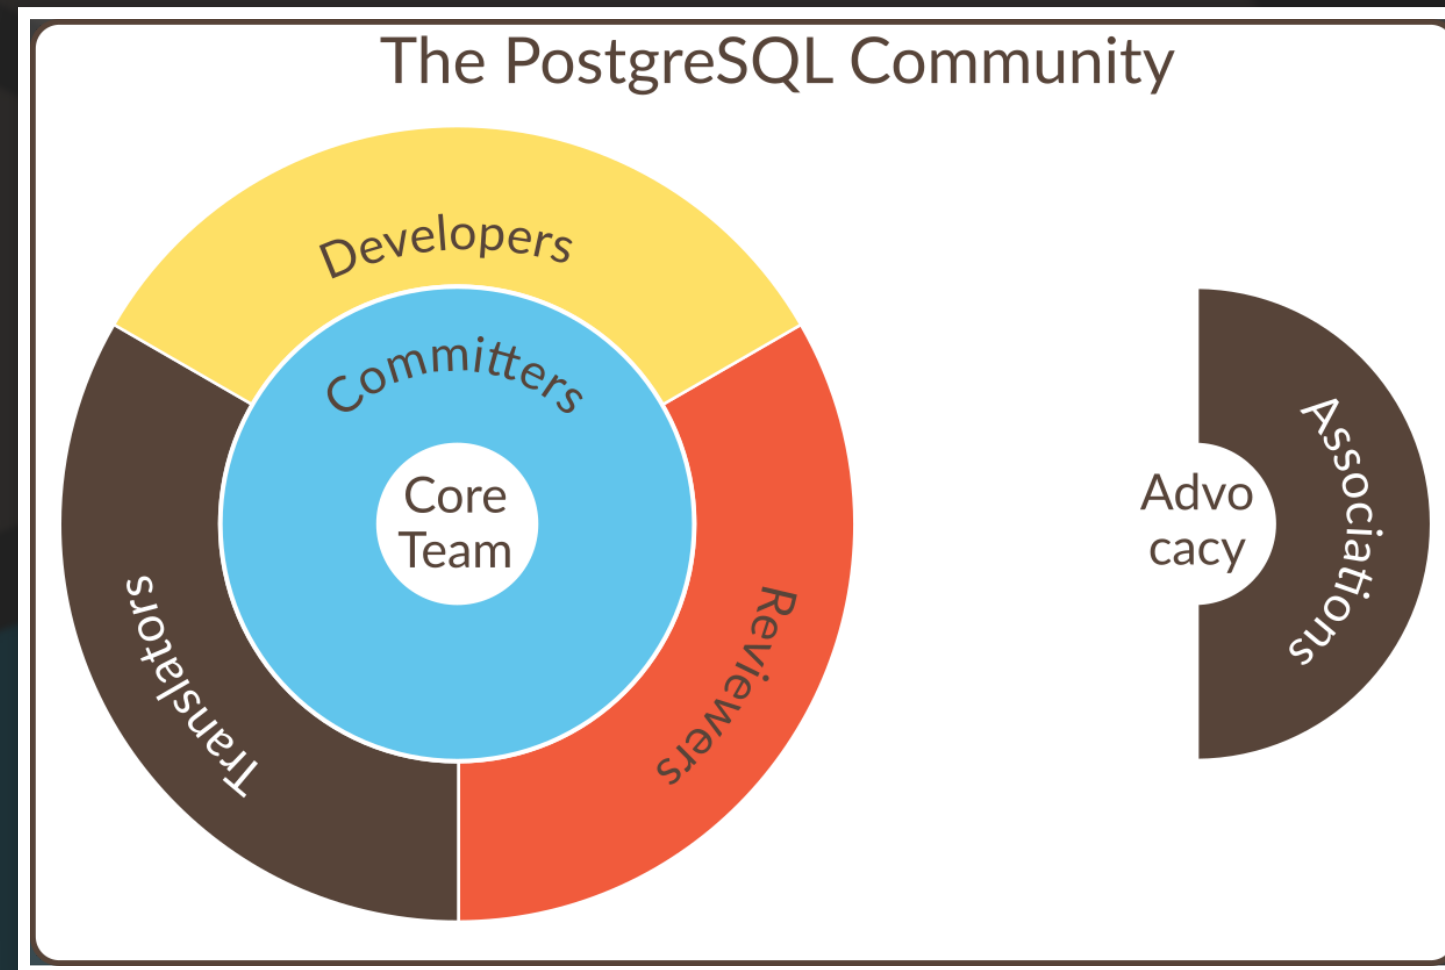 The PostgreSQL Community
Developers
Committers
Core
Team
Translators
Reviewers
Advo
cacy
Associations